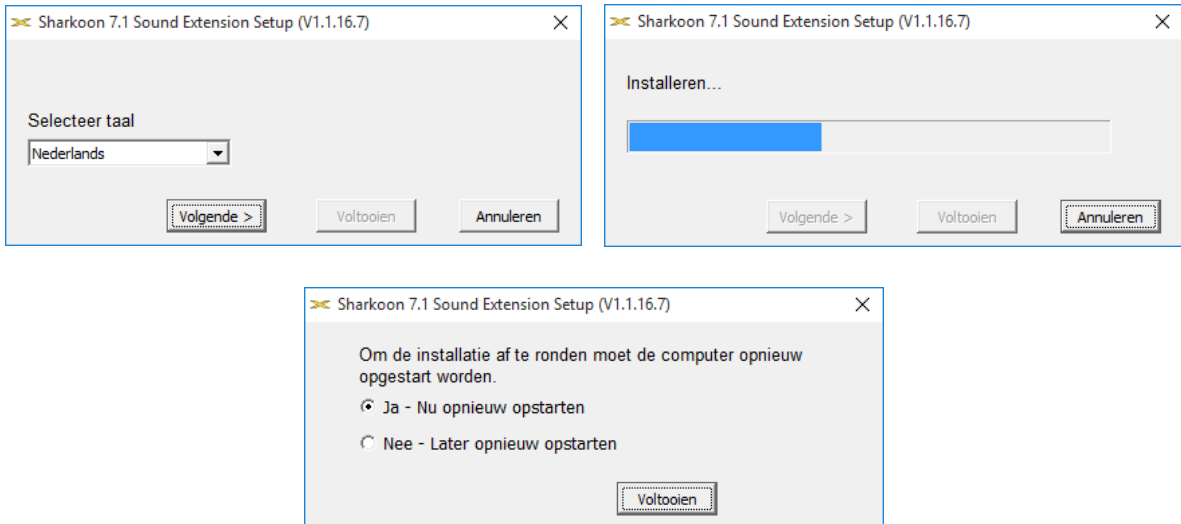 Sharkoon 7.1 Sound Extension Setup (V1.1.16.7)
Selecteer taal
Nederlands
Volgende >
Voltooien
Annuleren
Sharkoon 7.1 Sound Extension Setup (V1.1.16.7)
Installeren...
Volgende >
Voltooien
Annuleren
Sharkoon 7.1 Sound Extension Setup (V1.1.16.7)
Om de installatie af te ronden moet de computer opnieuw
opgestart worden.
Ja - Nu opnieuw opstarten
Nee - Later opnieuw opstarten
Voltooien